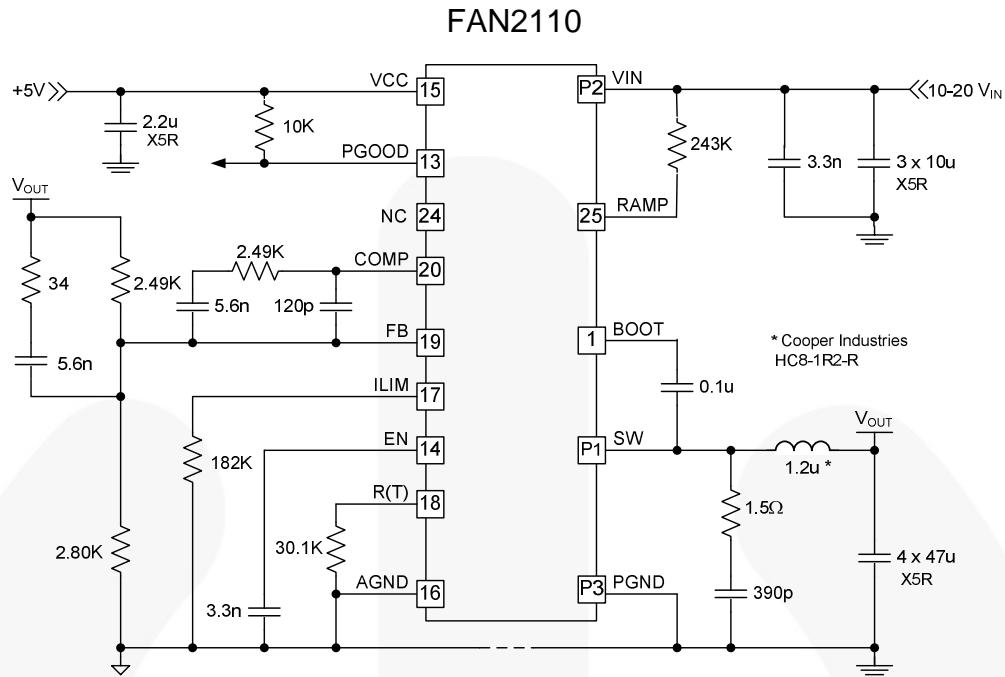 FAN2110
+5V
VCC
15
P2
VIN
10-20 VIN
2.2u
X5R
10K
PGOOD
13
243K
3.3n
3 x 10u
X5R
VOUT
NC
24
25
RAMP
34
2.49K
2.49K
COMP
20
5.6n
120p
FB
19
1
BOOT
* Cooper Industries
HC8-1R2-R
5.6n
ILIM
17
0.1u
EN
14
P1
SW
VOUT
1.2u *
182K
R(T)
18
1.5Ω
2.80K
30.1K
4 x 47u
X5R
3.3n
AGND
16
P3
PGND
390p